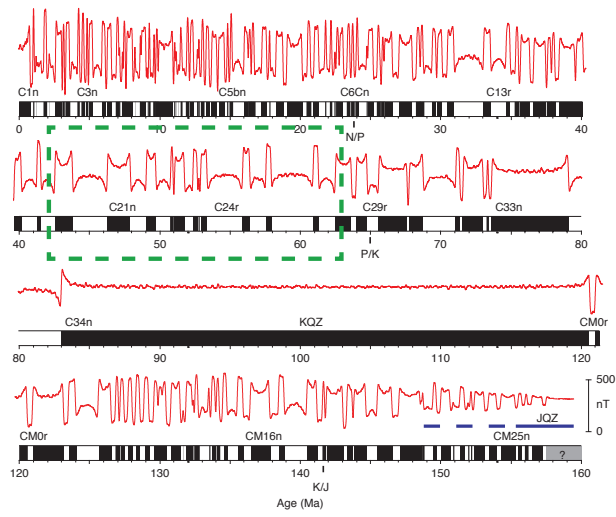 C1n C3n C5bn C6Cn C13r
0 10 20 30 40
N/P
C21n C24r C29r C33n
40 50 60 70 80
P/K
C34n KQZ CM0r
80 90 100 110 120
500
nT
0
JQZ
CM0r CM16n CM25n
?
120 130 140 150 160
K/J
Age (Ma)